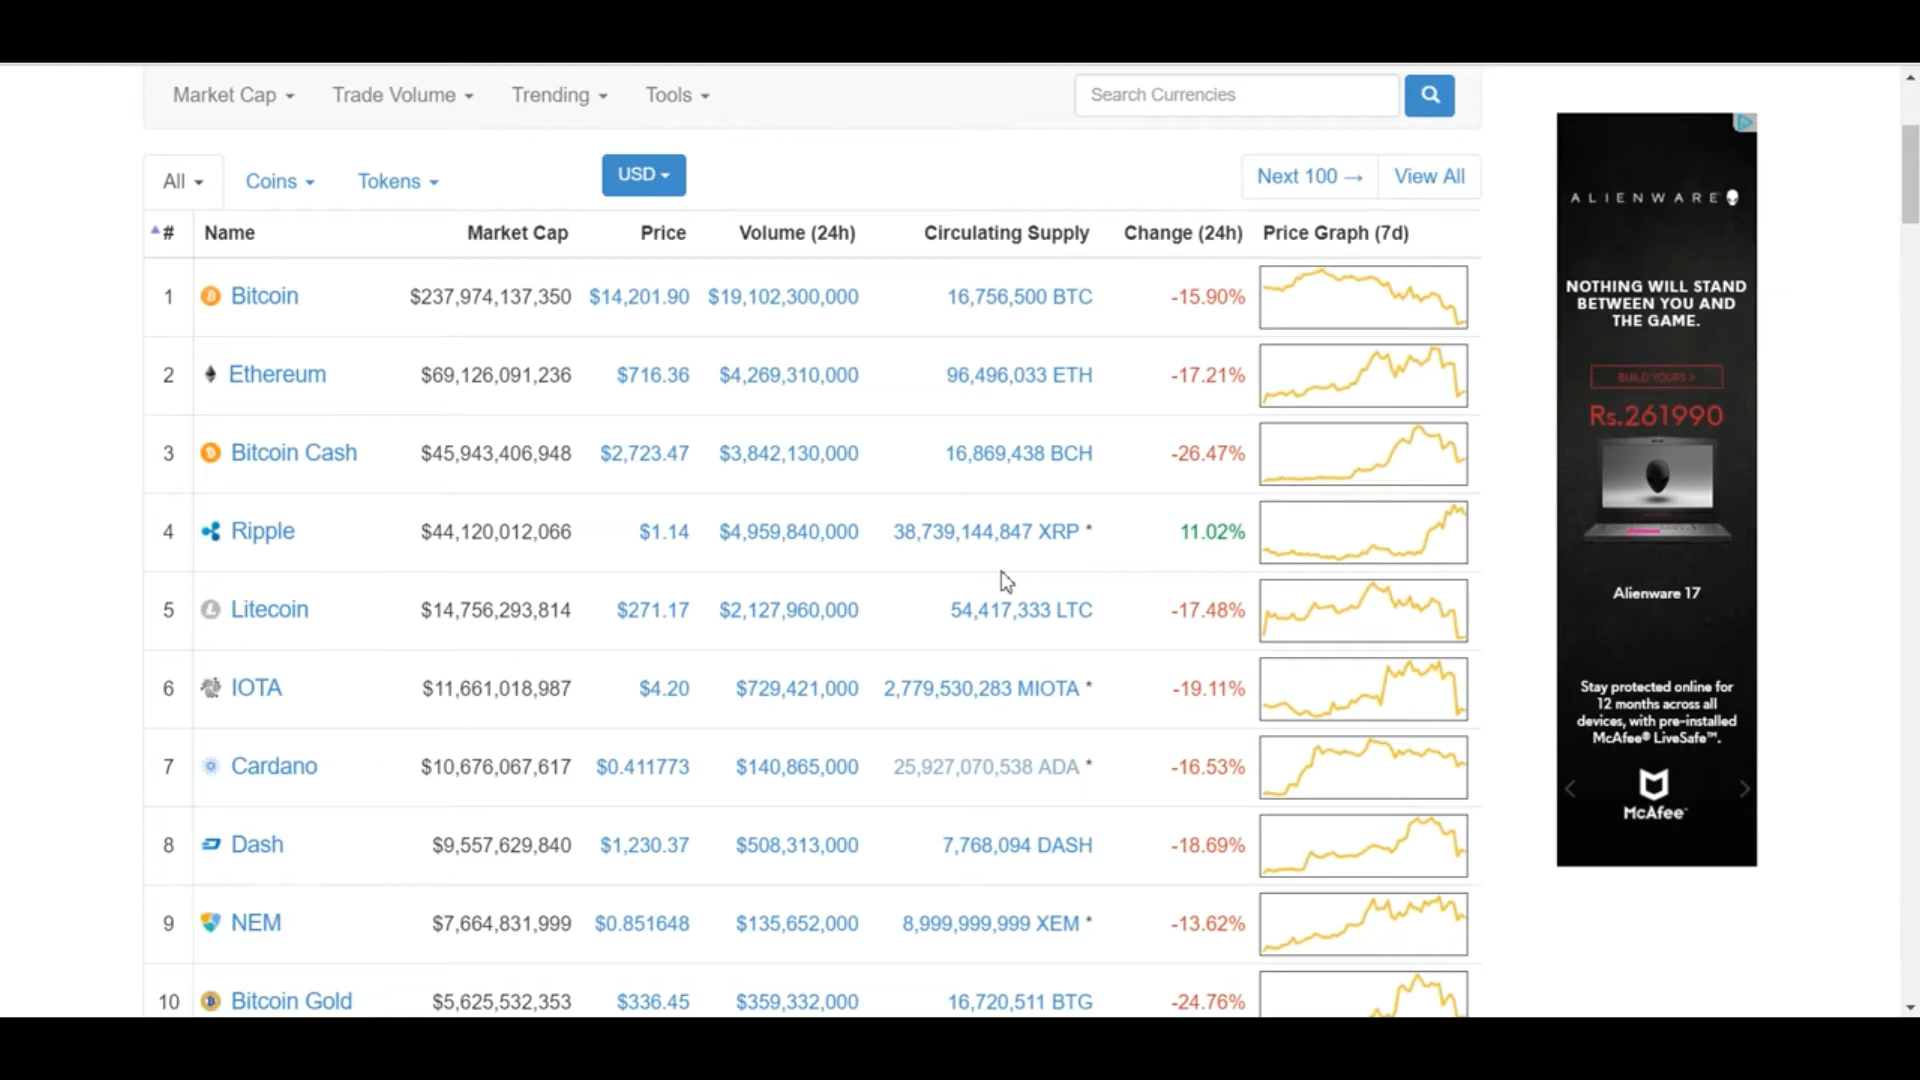 Market Cap Trade Volume Trending Tools Search Currencies
All Coins Tokens USD Next 100 → View All
# Name Market Cap Price Volume (24h) Circulating Supply Change (24h) Price Graph (7d)
1 Bitcoin $237,974,137,350 $14,201.90 $19,102,300,000 16,756,500 BTC -15.90%
2 Ethereum $69,126,091,236 $716.36 $4,269,310,000 96,496,033 ETH -17.21%
3 Bitcoin Cash $45,943,406,948 $2,723.47 $3,842,130,000 16,869,438 BCH -26.47%
4 Ripple $44,120,012,066 $1.14 $4,959,840,000 38,739,144,847 XRP * 11.02%
5 Litecoin $14,756,293,814 $271.17 $2,127,960,000 54,417,333 LTC -17.48%
6 IOTA $11,661,018,987 $4.20 $729,421,000 2,779,530,283 MIOTA * -19.11%
7 Cardano $10,676,067,617 $0.411773 $140,865,000 25,927,070,538 ADA * -16.53%
8 Dash $9,557,629,840 $1,230.37 $508,313,000 7,768,094 DASH -18.69%
9 NEM $7,664,831,999 $0.851648 $135,652,000 8,999,999,999 XEM * -13.62%
10 Bitcoin Gold $5,625,532,353 $336.45 $359,332,000 16,720,511 BTG -24.76%
ALIENWARE
NOTHING WILL STAND
BETWEEN YOU AND
THE GAME.
BUILD YOURS >
Rs.261990
Alienware 17
Stay protected online for
12 months across all
devices, with pre-installed
McAfee® LiveSafe™.
McAfee™